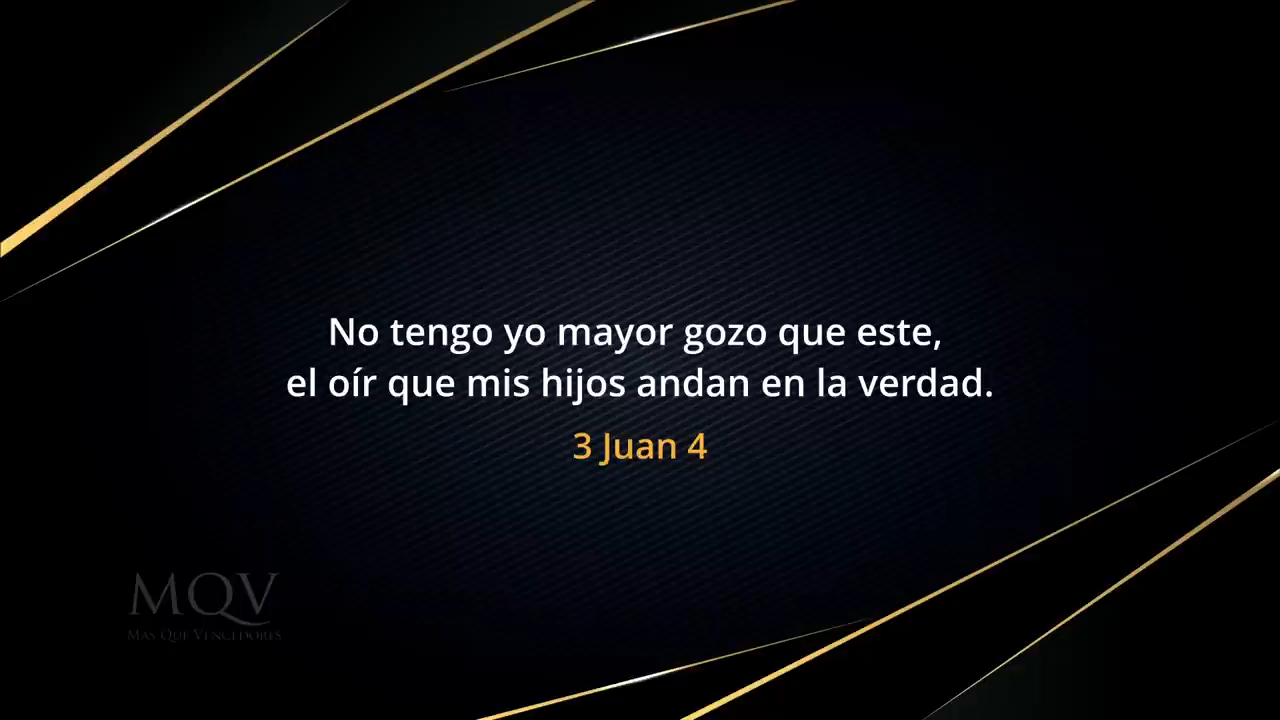 No tengo yo mayor gozo que este,
el oír que mis hijos andan en la verdad.
3 Juan 4
MQV
MAS QUE VENCEDORES